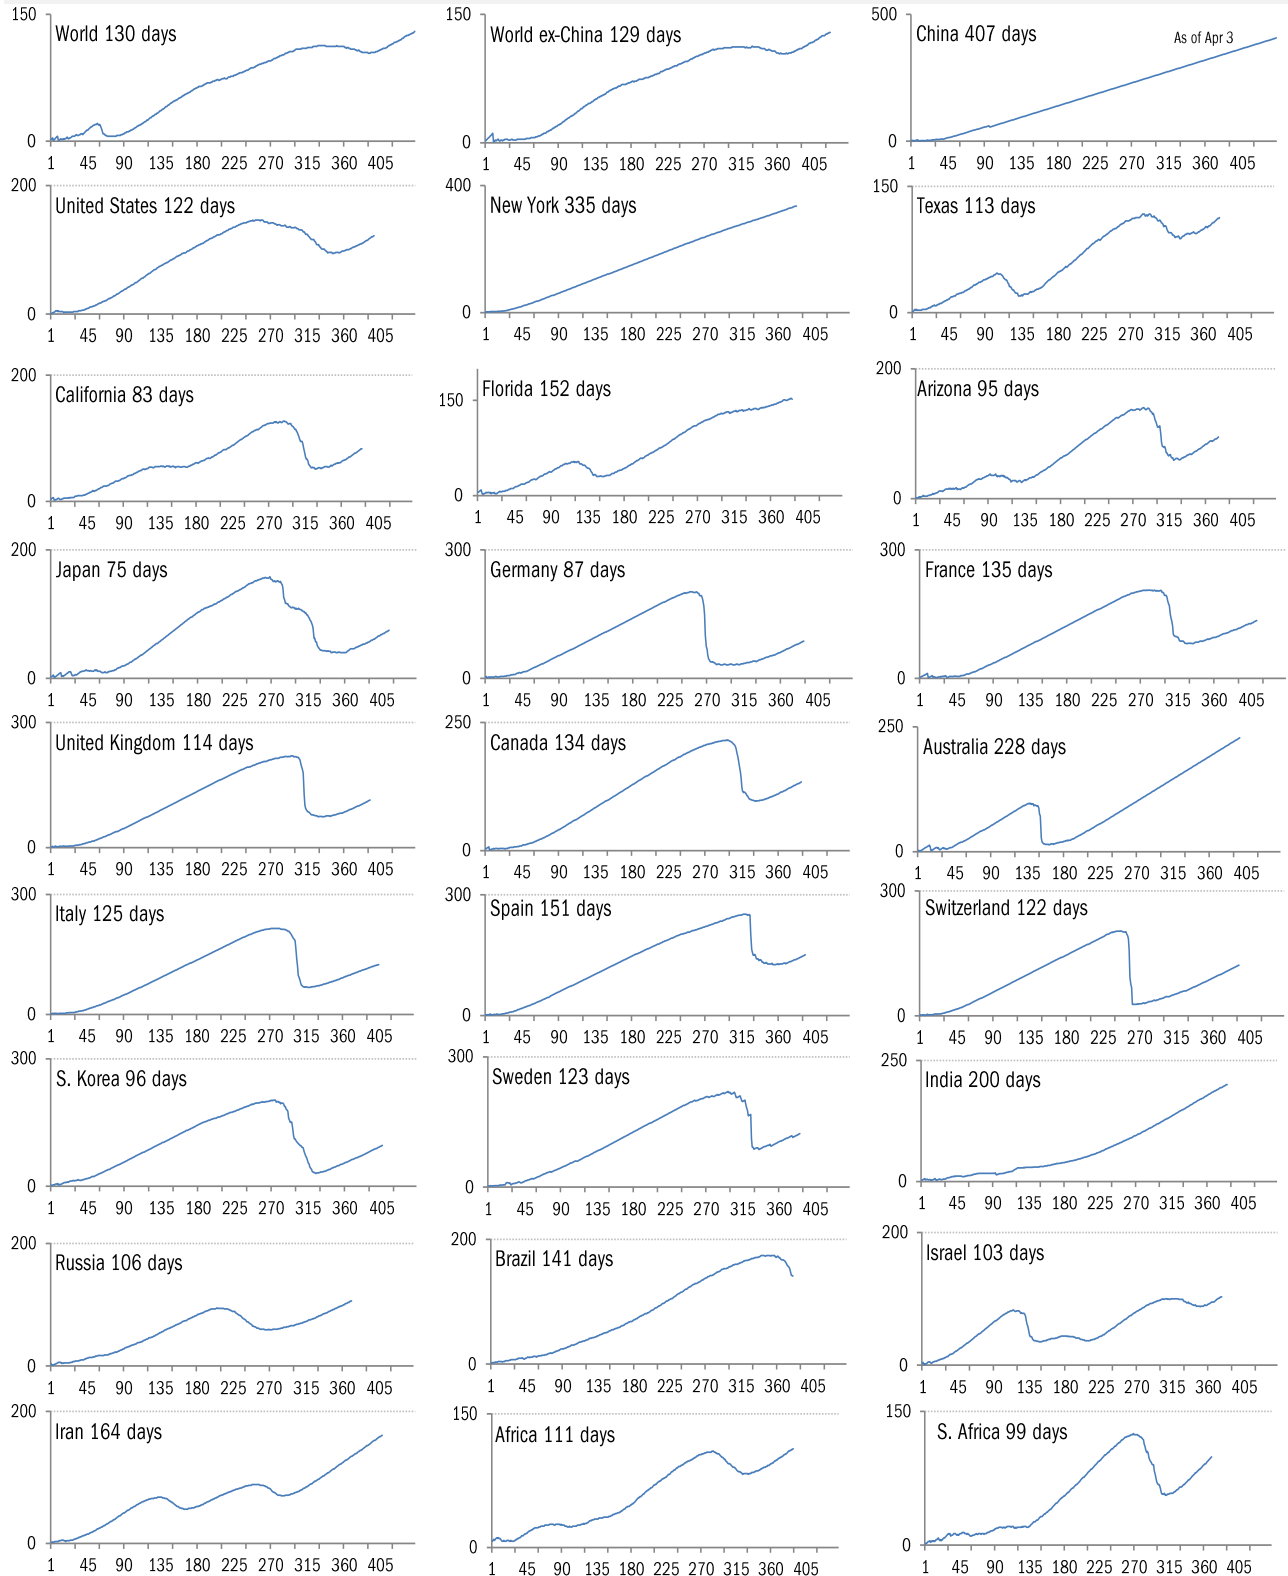 150 World 130 days
0
1 45 90 135 180 225 270 315 360 405
150 World ex-China 129 days
0
1 45 90 135 180 225 270 315 360 405
500 China 407 days
As of Apr 3
0
1 45 90 135 180 225 270 315 360 405
200 United States 122 days
0
1 45 90 135 180 225 270 315 360 405
400 New York 335 days
0
1 45 90 135 180 225 270 315 360 405
150 Texas 113 days
0
1 45 90 135 180 225 270 315 360 405
200 California 83 days
0
1 45 90 135 180 225 270 315 360 405
Florida 152 days
150
0
1 45 90 135 180 225 270 315 360 405
200 Arizona 95 days
0
1 45 90 135 180 225 270 315 360 405
200 Japan 75 days
0
1 45 90 135 180 225 270 315 360 405
300 Germany 87 days
0
1 45 90 135 180 225 270 315 360 405
300 France 135 days
0
1 45 90 135 180 225 270 315 360 405
300 United Kingdom 114 days
0
1 45 90 135 180 225 270 315 360 405
250 Canada 134 days
0
1 45 90 135 180 225 270 315 360 405
250 Australia 228 days
0
1 45 90 135 180 225 270 315 360 405
300 Italy 125 days
0
1 45 90 135 180 225 270 315 360 405
300 Spain 151 days
0
1 45 90 135 180 225 270 315 360 405
300 Switzerland 122 days
0
1 45 90 135 180 225 270 315 360 405
300 S. Korea 96 days
0
1 45 90 135 180 225 270 315 360 405
300 Sweden 123 days
0
1 45 90 135 180 225 270 315 360 405
250 India 200 days
0
1 45 90 135 180 225 270 315 360 405
200 Russia 106 days
0
1 45 90 135 180 225 270 315 360 405
200 Brazil 141 days
0
1 45 90 135 180 225 270 315 360 405
200 Israel 103 days
0
1 45 90 135 180 225 270 315 360 405
200 Iran 164 days
0
1 45 90 135 180 225 270 315 360 405
150 Africa 111 days
0
1 45 90 135 180 225 270 315 360 405
150 S. Africa 99 days
0
1 45 90 135 180 225 270 315 360 405